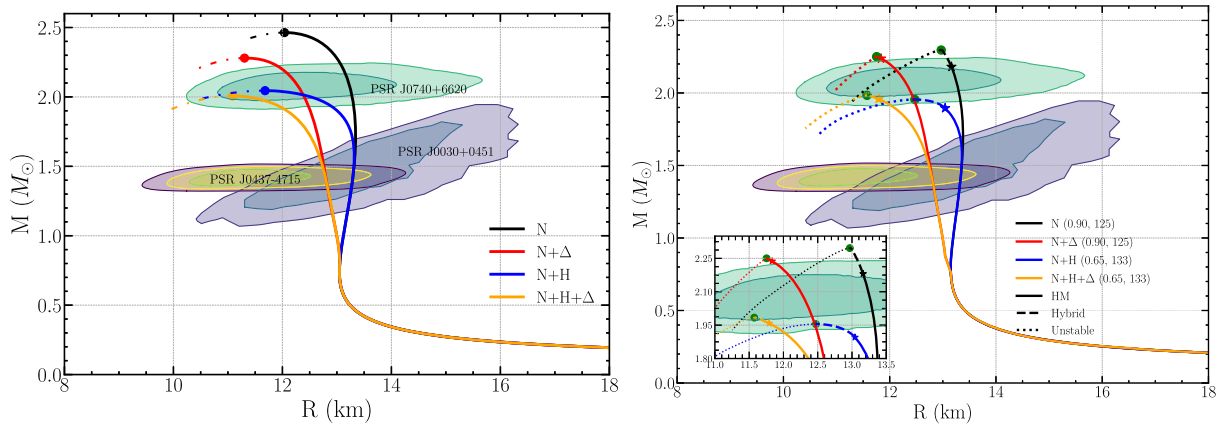 M (M⊙)
2.5
2.0
1.5
1.0
0.5
0.0
PSR J0740+6620
PSR J0030+0451
PSR J0437-4715
N
N+Δ
N+H
N+H+Δ
8 10 12 14 16 18
R (km)
M (M⊙)
2.5
2.0
1.5
1.0
0.5
0.0
N (0.90, 125)
N+Δ (0.90, 125)
N+H (0.65, 133)
N+H+Δ (0.65, 133)
HM
Hybrid
Unstable
2.25
2.10
1.95
1.80
11.0 11.5 12.0 12.5 13.0 13.5
8 10 12 14 16 18
R (km)